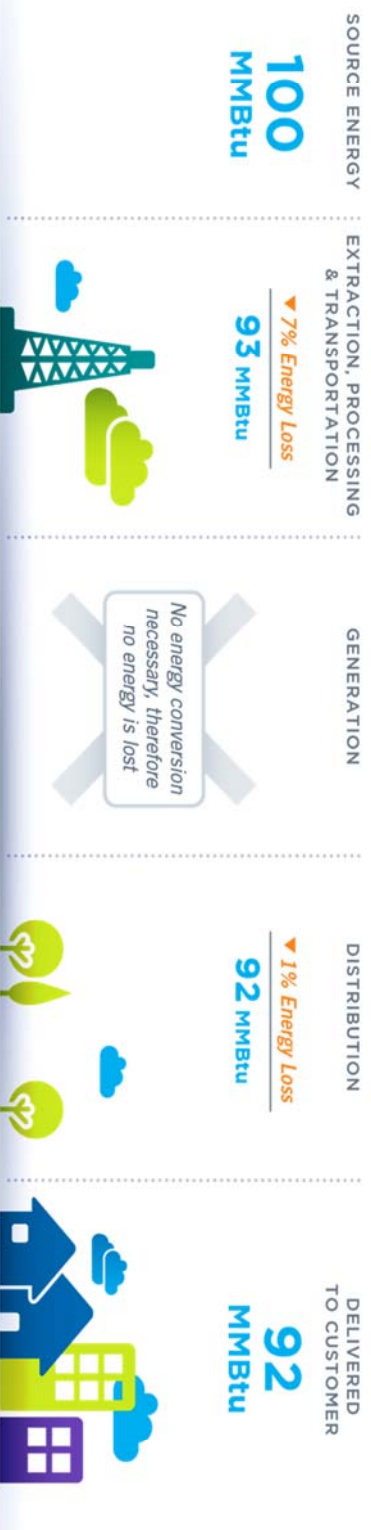 SOURCE ENERGY
100
MMBtu
EXTRACTION, PROCESSING
& TRANSPORTATION
▼ 7% Energy Loss
93 MMBtu
GENERATION
No energy conversion
necessary, therefore
no energy is lost
DISTRIBUTION
▼ 1% Energy Loss
92 MMBtu
DELIVERED
TO CUSTOMER
92
MMBtu